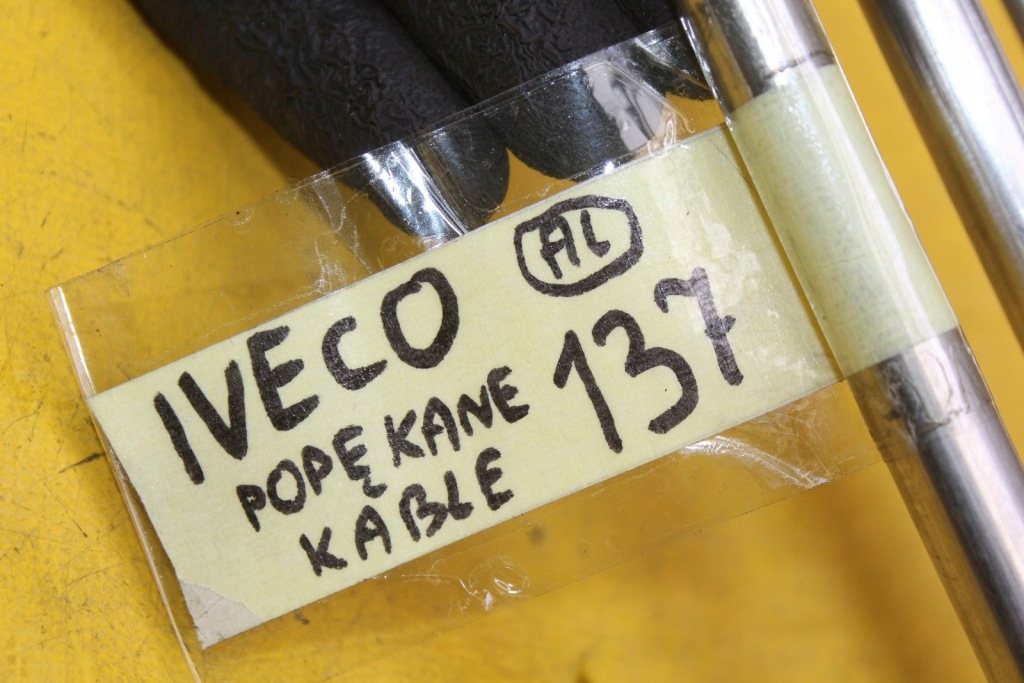 IVECO
AL
POPĘKANE
KABLE
137